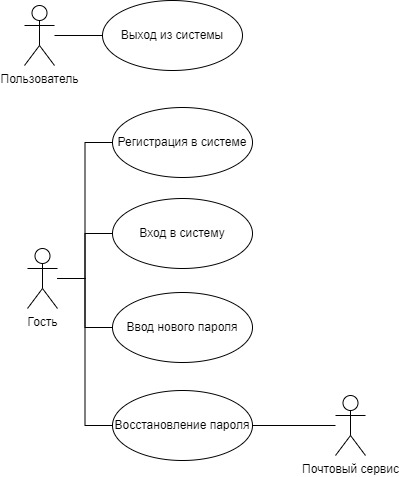 Выход из системы
Пользователь
Регистрация в системе
Вход в систему
Гость
Ввод нового пароля
Восстановление пароля
Почтовый сервис